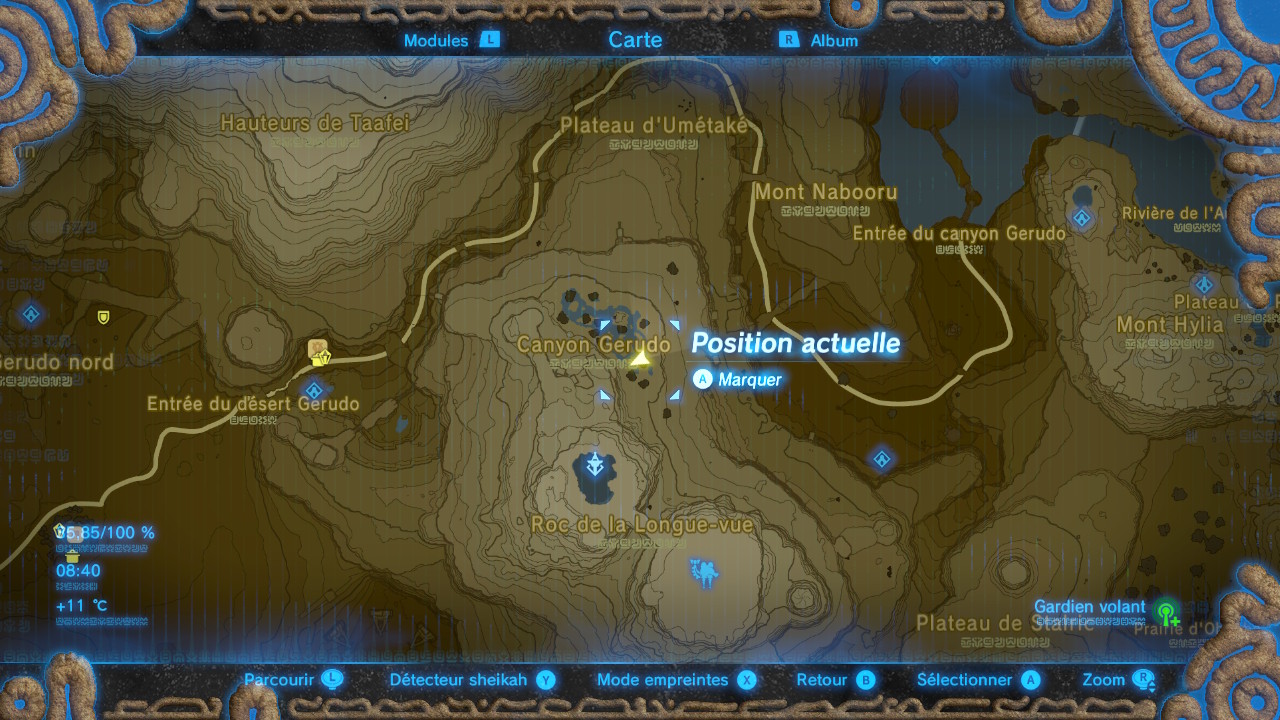 Modules L
Carte
R Album
Hauteurs de Taafei
Plateau d'Umétaké
Mont Nabooru
Rivière de l'A
Entrée du canyon Gerudo
Plateau
Mont Hylia
Canyon Gerudo
Position actuelle
A Marquer
Gerudo nord
Entrée du désert Gerudo
Roc de la Longue-vue
85/100 %
08:40
+11 °C
Gardien volant
Plateau de
Prairie d'O
Parcourir L
Détecteur sheikah Y
Mode empreintes X
Retour B
Sélectionner A
Zoom R